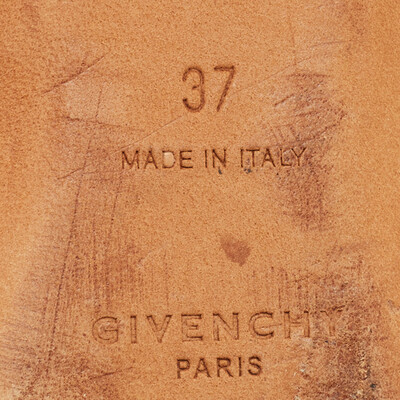 37
MADE IN ITALY
GIVENCHY
PARIS